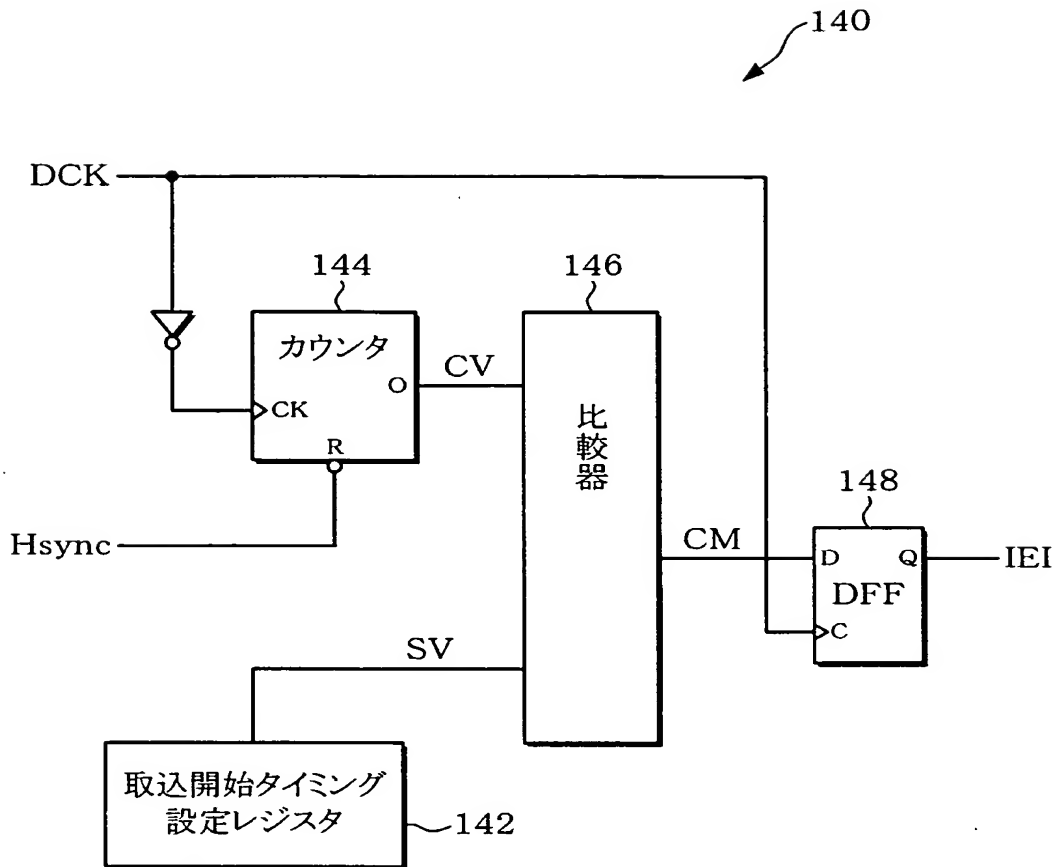 140
DCK
144
146
カウンタ
O
CV
CK
R
比較器
148
Hsync
CM
D
Q
IEI
DFF
C
SV
取込開始タイミング
設定レジスタ
142